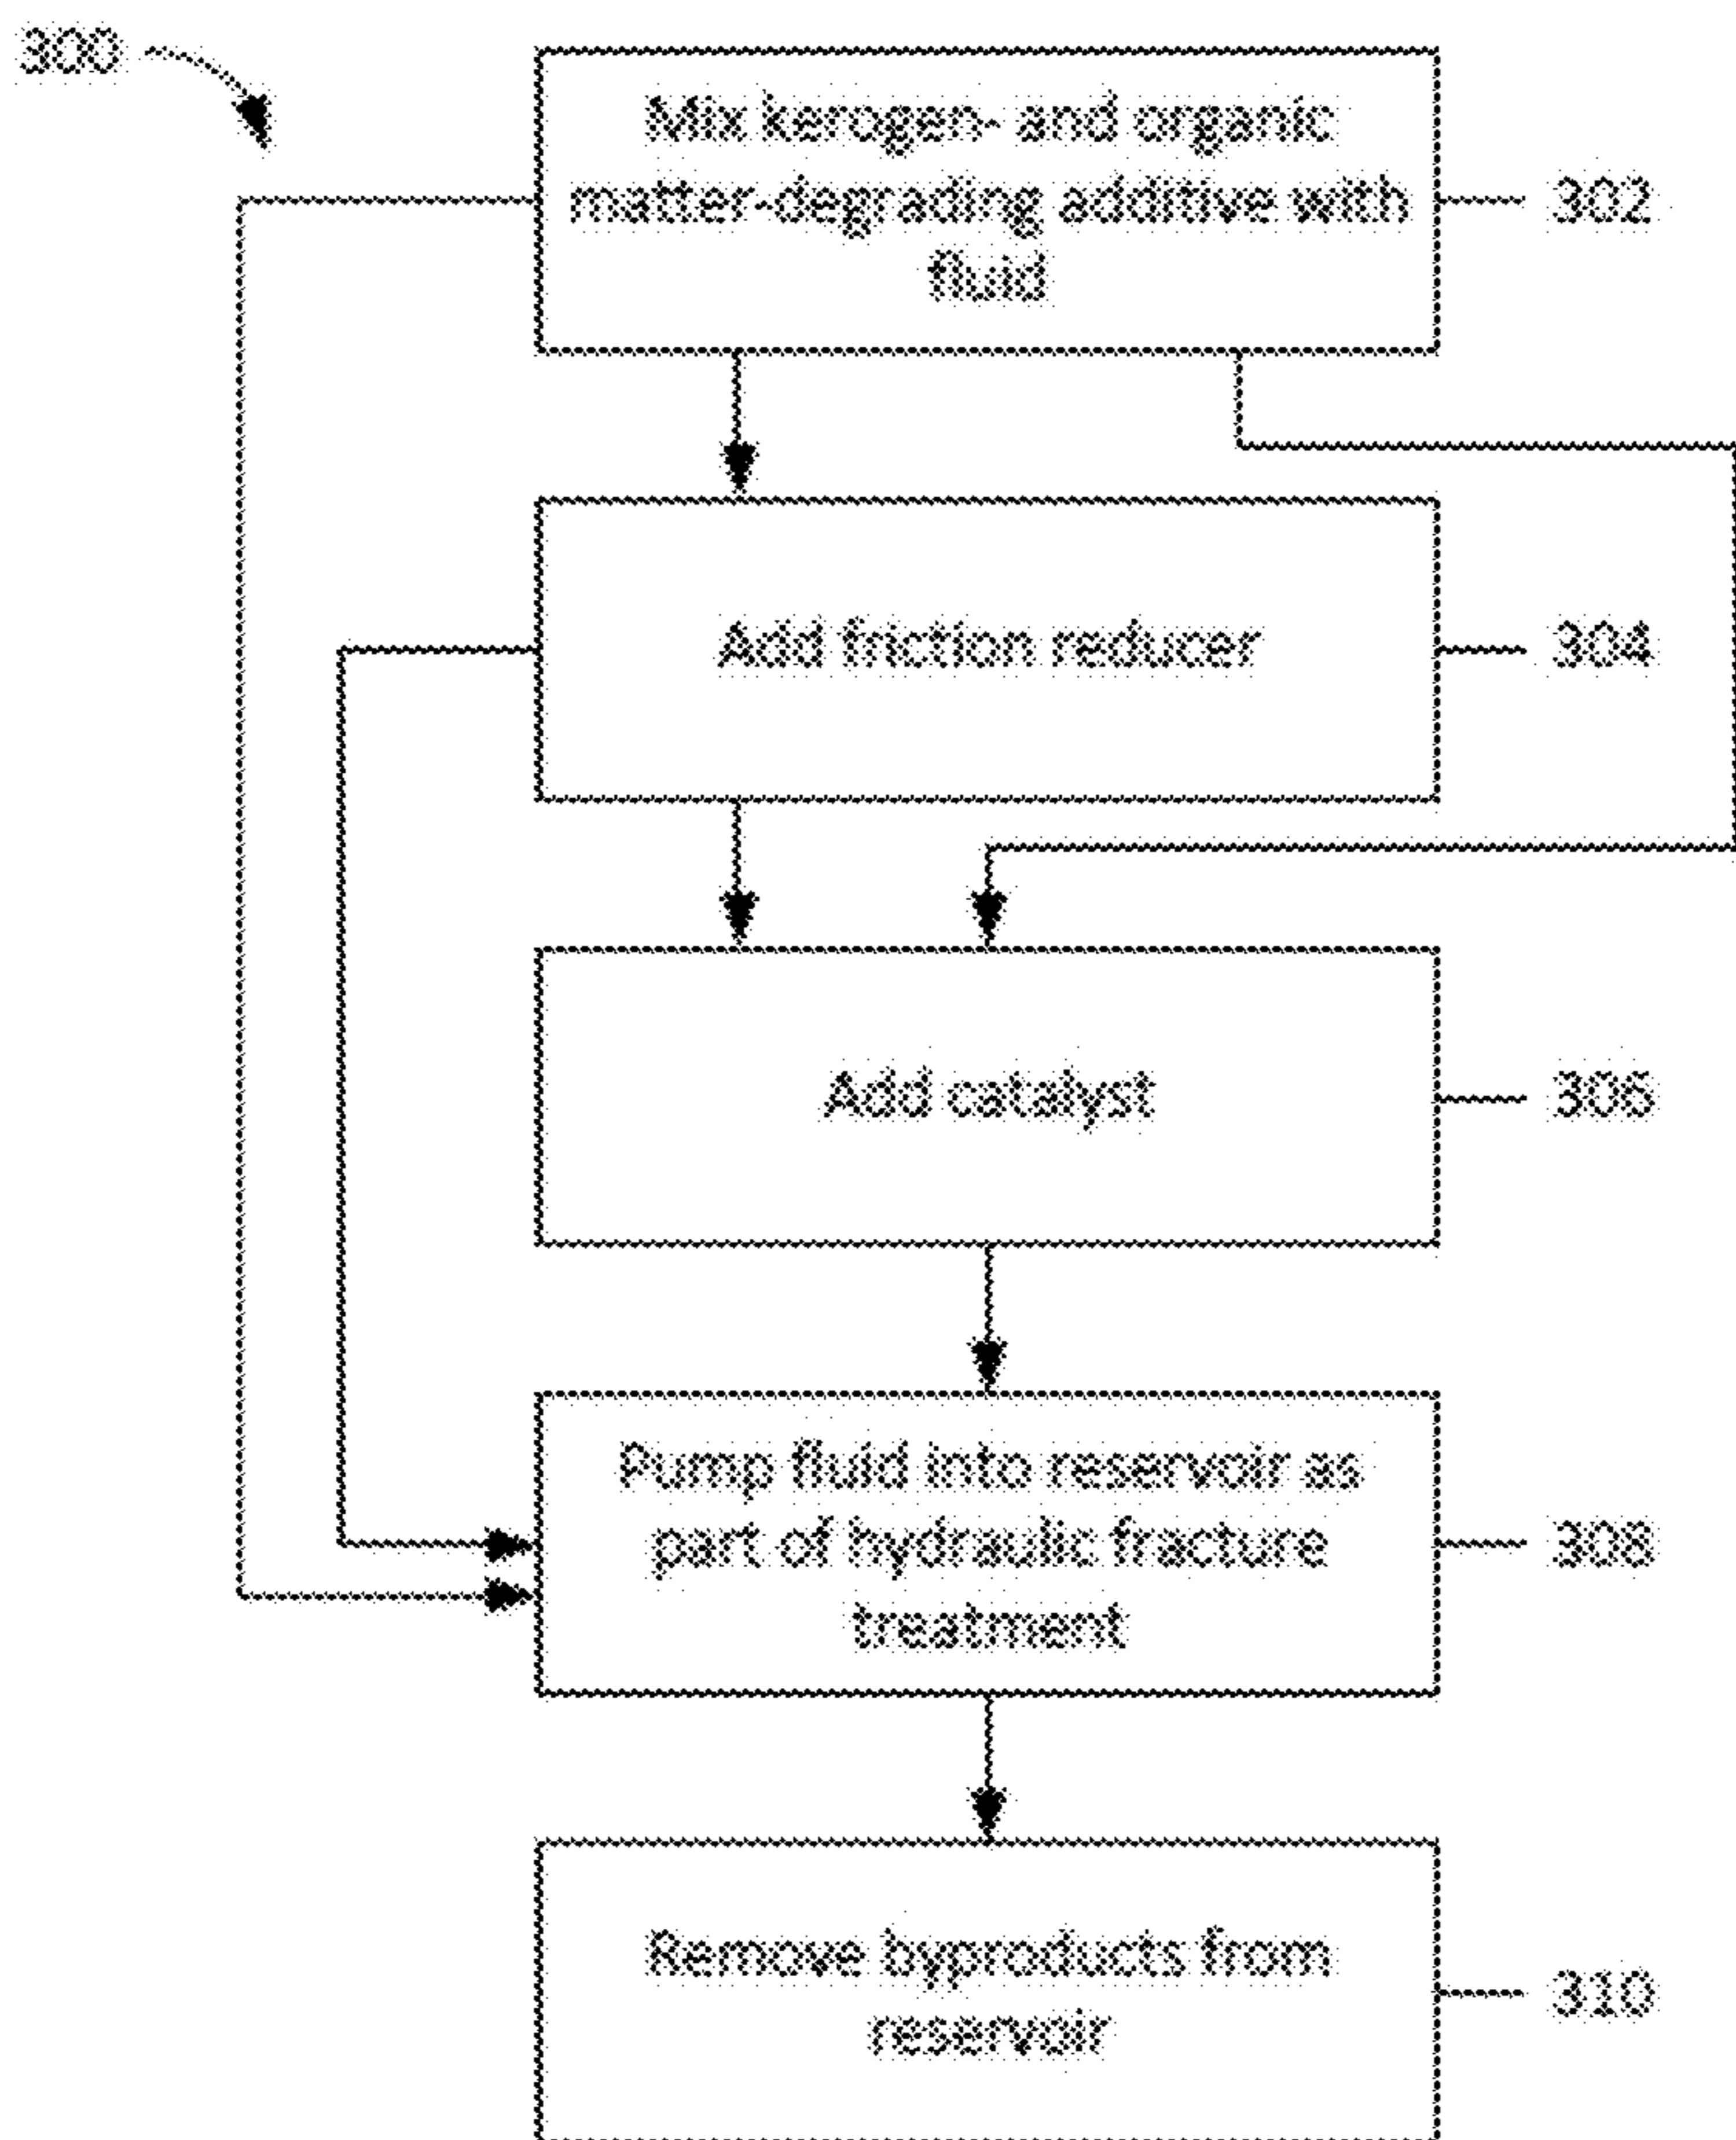 300
Mix kerogen- and organic
matter-degrading additive with
fluid
302
Add friction reducer
304
Add catalyst
306
Pump fluid into reservoir as
part of hydraulic fracture
treatment
308
Remove byproducts from
reservoir
310